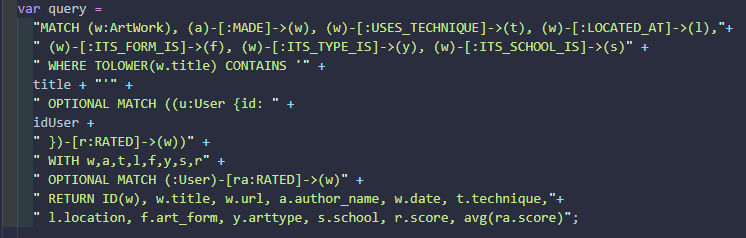 var query =
"MATCH (w:ArtWork), (a)-[:MADE]->(w), (w)-[:USES_TECHNIQUE]->(t), (w)-[:LOCATED_AT]->(l),"+
" (w)-[:ITS_FORM_IS]->(f), (w)-[:ITS_TYPE_IS]->(y), (w)-[:ITS_SCHOOL_IS]->(s)" +
" WHERE TOLOWER(w.title) CONTAINS '" +
title + "'" +
" OPTIONAL MATCH ((u:User {id: " +
idUser +
" })-[r:RATED]->(w))" +
" WITH w,a,t,l,f,y,s,r" +
" OPTIONAL MATCH (:User)-[ra:RATED]->(w)" +
" RETURN ID(w), w.title, w.url, a.author_name, w.date, t.technique,"+
" l.location, f.art_form, y.arttype, s.school, r.score, avg(ra.score)";